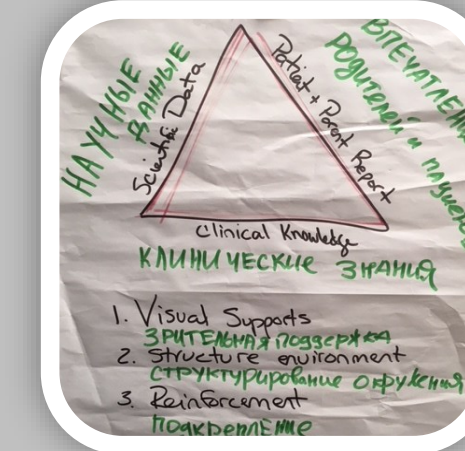 НАУЧНЫЕ
ДАННЫЕ
Scientific Data
Patient + Parent Report
РОДИТЕЛЕЙ и
Clinical Knowledge
КЛИНИЧЕСКИЕ ЗНАНИЯ
1. Visual Supports
ЗРИТЕЛЬНАЯ ПОДДЕРЖКА
2. Structure environment
СТРУКТУРИРОВАНИЕ ОКРУЖЕНИЯ
3. Reinforcement
ПОДКРЕПЛЕНИЕ